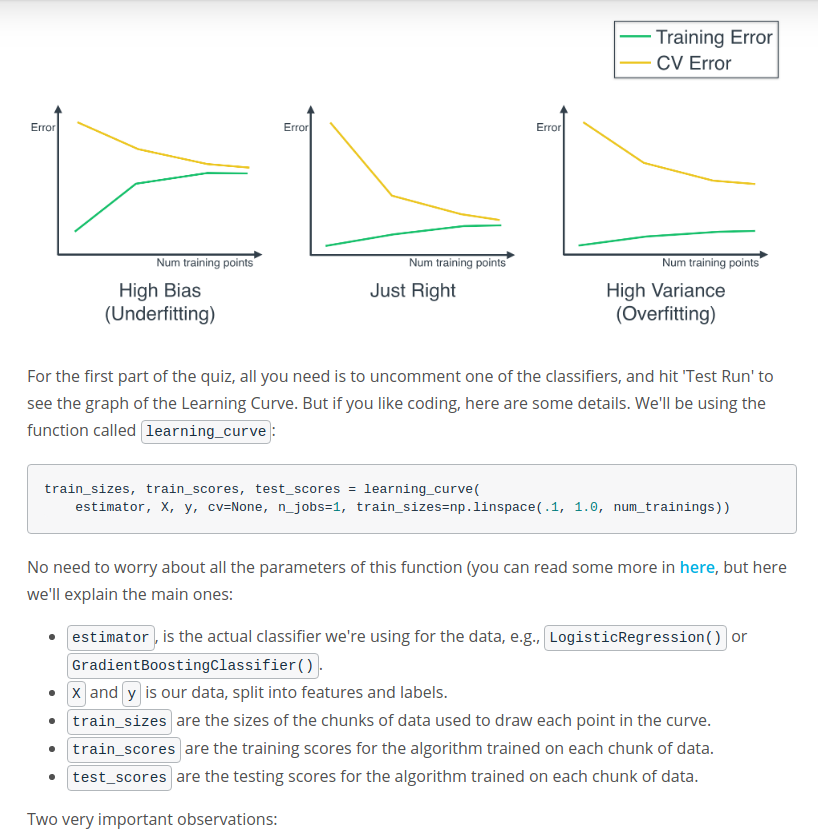 Training Error
CV Error
Error
Error
Error
Num training points
Num training points
Num training points
High Bias
(Underfitting)
Just Right
High Variance
(Overfitting)
For the first part of the quiz, all you need is to uncomment one of the classifiers, and hit 'Test Run' to
see the graph of the Learning Curve. But if you like coding, here are some details. We'll be using the
function called learning_curve:
train_sizes, train_scores, test_scores = learning_curve(
    estimator, X, y, cv=None, n_jobs=1, train_sizes=np.linspace(.1, 1.0, num_trainings))
No need to worry about all the parameters of this function (you can read some more in here, but here
we'll explain the main ones:
• estimator, is the actual classifier we're using for the data, e.g., LogisticRegression() or
GradientBoostingClassifier().
• X and y is our data, split into features and labels.
• train_sizes are the sizes of the chunks of data used to draw each point in the curve.
• train_scores are the training scores for the algorithm trained on each chunk of data.
• test_scores are the testing scores for the algorithm trained on each chunk of data.
Two very important observations: